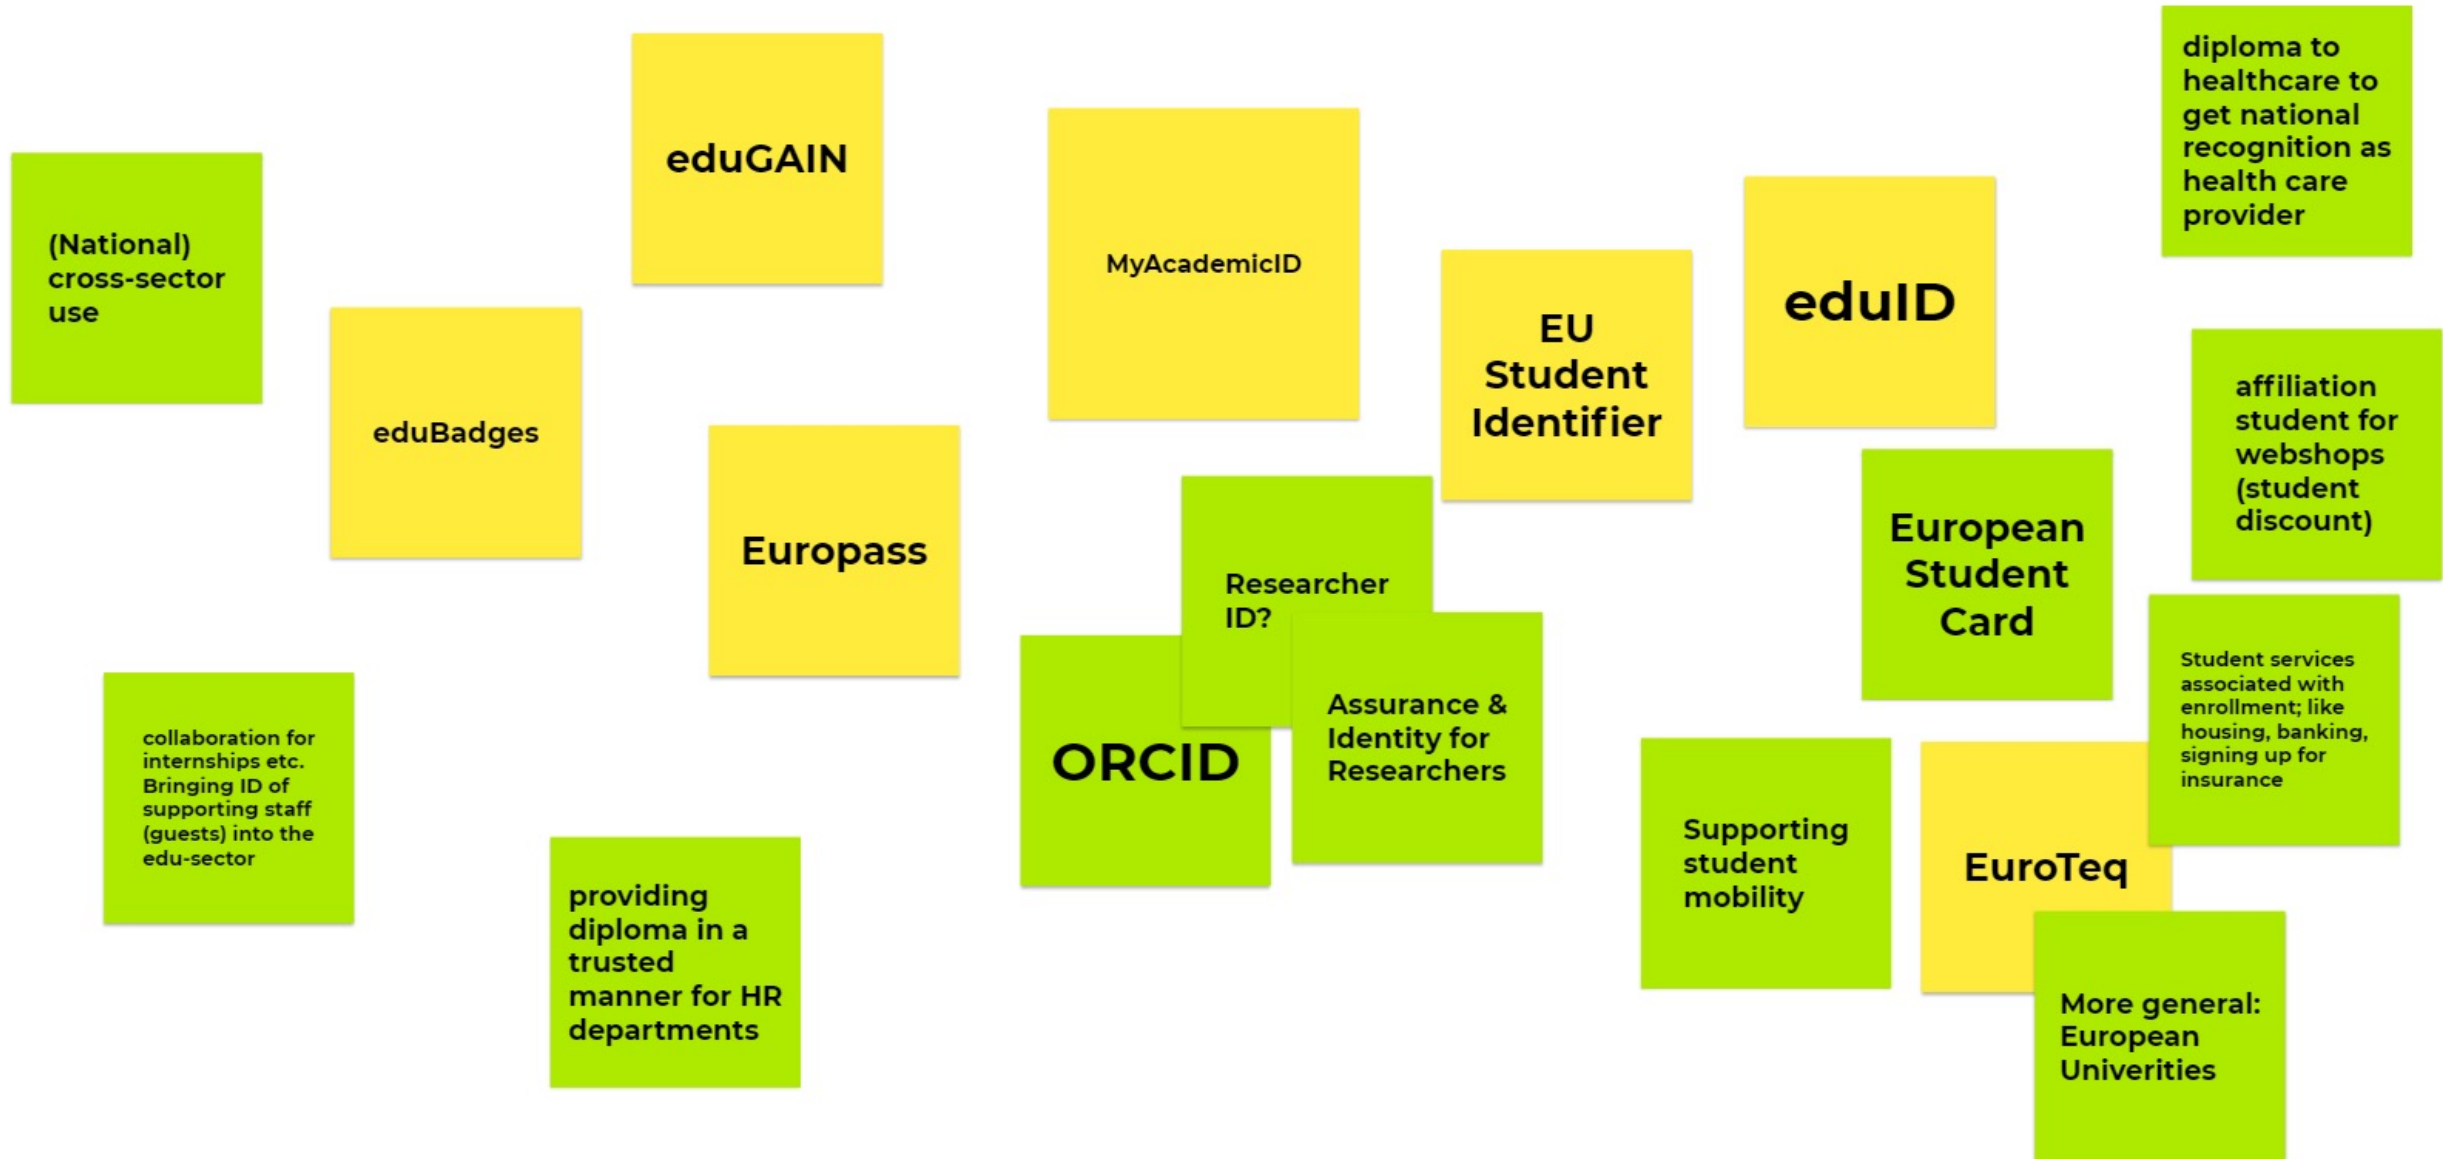 diploma to
healthcare to
get national
recognition as
health care
provider
eduGAIN
MyAcademicID
(National)
cross-sector
use
eduID
EU
Student
Identifier
eduBadges
affiliation
student for
webshops
(student
discount)
Europass
European
Student
Card
Researcher
ID?
Student services
associated with
enrollment; like
housing, banking,
signing up for
insurance
ORCID
Assurance &
Identity for
Researchers
collaboration for
internships etc.
Bringing ID of
supporting staff
(guests) into the
edu-sector
Supporting
student
mobility
EuroTeq
providing
diploma in a
trusted
manner for HR
departments
More general:
European
Univerities